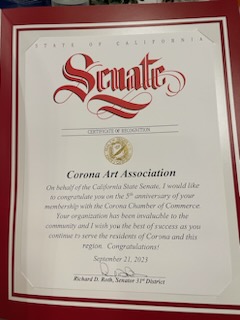 STATE OF CALIFORNIA
Senate
CERTIFICATE OF RECOGNITION
Corona Art Association
On behalf of the California State Senate, I would like
to congratulate you on the 5th anniversary of your
membership with the Corona Chamber of Commerce.
Your organization has been invaluable to the
community and I wish you the best of success as you
continue to serve the residents of Corona and this
region. Congratulations!
September 21, 2023
Richard D. Roth, Senator 31st District